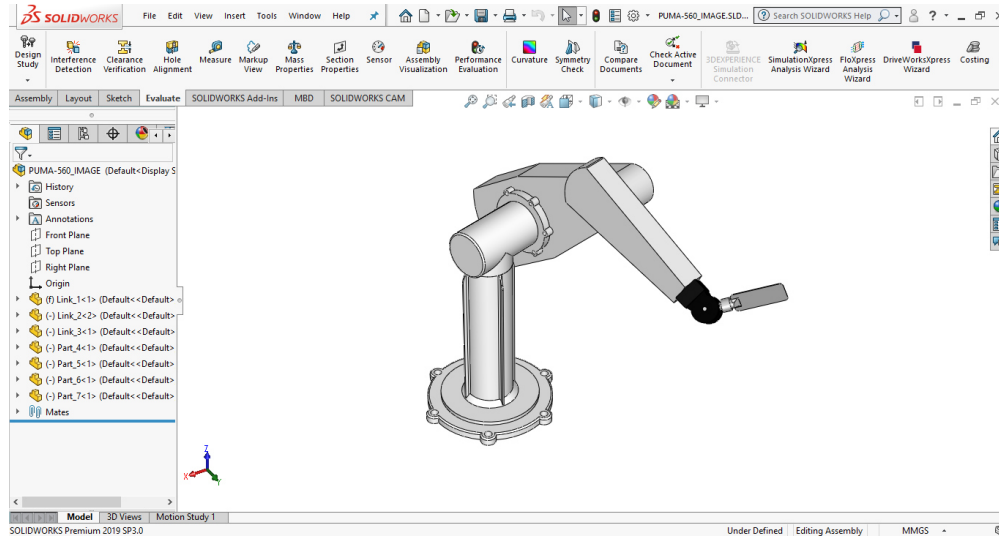 SOLIDWORKS File Edit View Insert Tools Window Help PUMA-560_IMAGE.SLD... Search SOLIDWORKS Help ?
Design Study
Interference Detection
Clearance Verification
Hole Alignment
Measure
Markup View
Mass Properties
Section Properties
Sensor
Assembly Visualization
Performance Evaluation
Curvature
Symmetry Check
Compare Documents
Check Active Document
3DEXPERIENCE Simulation Connector
SimulationXpress Analysis Wizard
FloXpress Analysis Wizard
DriveWorksXpress Wizard
Costing
Assembly Layout Sketch Evaluate SOLIDWORKS Add-Ins MBD SOLIDWORKS CAM
PUMA-560_IMAGE (Default<Display S
History
Sensors
Annotations
Front Plane
Top Plane
Right Plane
Origin
(f) Link_1<1> (Default<<Default>
(-) Link_2<2> (Default<<Default>
(-) Link_3<1> (Default<<Default>
(-) Part_4<1> (Default<<Default>
(-) Part_5<1> (Default<<Default>
(-) Part_6<1> (Default<<Default>
(-) Part_7<1> (Default<<Default>
Mates
Z
X
Y
Model 3D Views Motion Study 1
SOLIDWORKS Premium 2019 SP3.0 Under Defined Editing Assembly MMGS